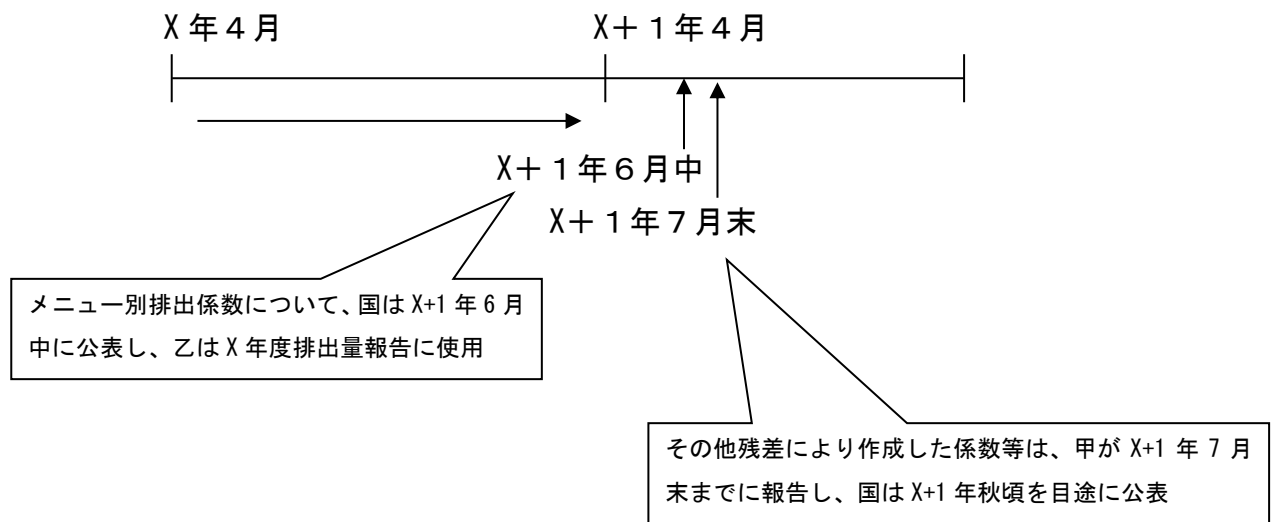 X年４月
X＋１年４月
X＋１年６月中
X＋１年７月末
メニュー別排出係数について、国は X+1 年 6 月
中に公表し、乙は X 年度排出量報告に使用
その他残差により作成した係数等は、甲が X+1 年 7 月
末までに報告し、国は X+1 年秋頃を目途に公表